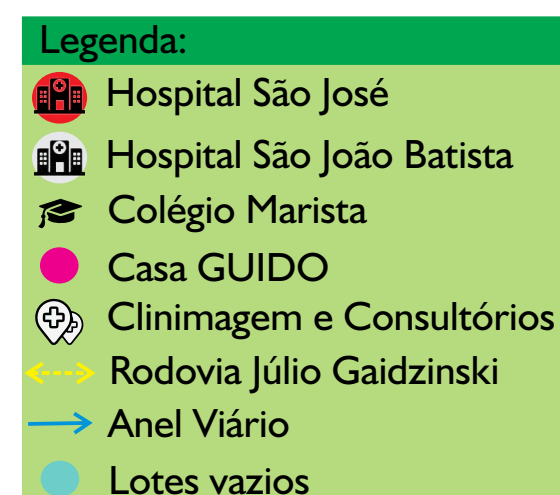 Legenda:
Hospital São José
Hospital São João Batista
Colégio Marista
Casa GUIDO
Clinimagem e Consultórios
Rodovia Júlio Gaidzinski
Anel Viário
Lotes vazios